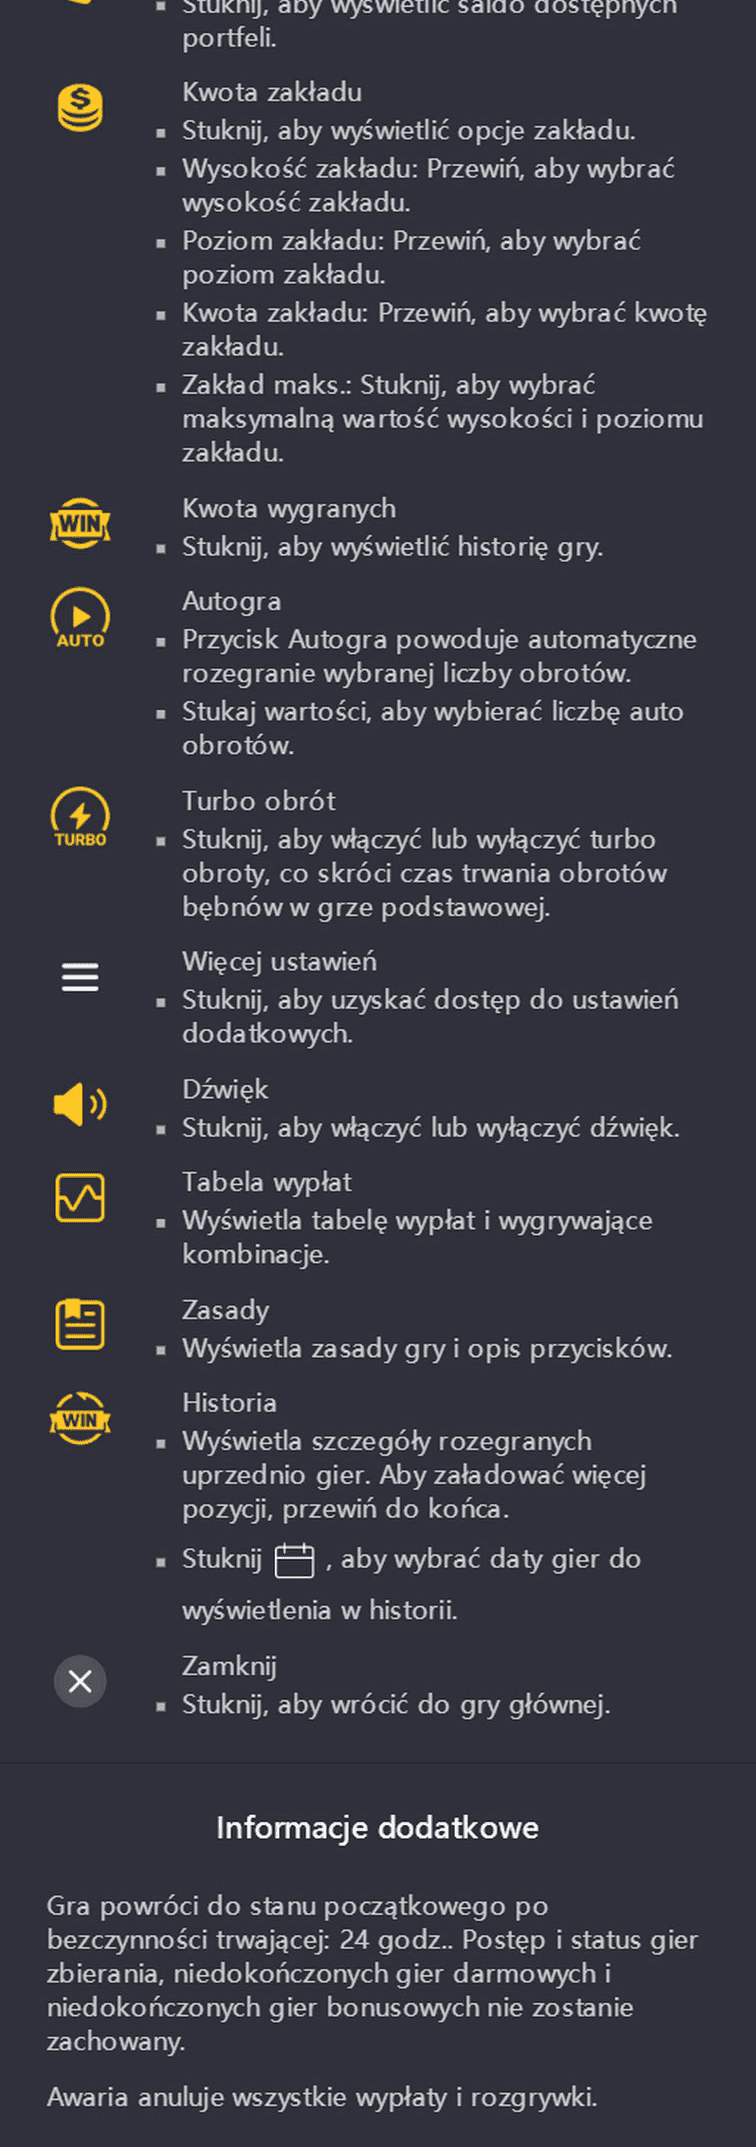 Stuknij, aby wyświetlić saldo dostępnych
portfeli.
Kwota zakładu
Stuknij, aby wyświetlić opcje zakładu.
Wysokość zakładu: Przewiń, aby wybrać
wysokość zakładu.
Poziom zakładu: Przewiń, aby wybrać
poziom zakładu.
Kwota zakładu: Przewiń, aby wybrać kwotę
zakładu.
Zakład maks.: Stuknij, aby wybrać
maksymalną wartość wysokości i poziomu
zakładu.
WIN
Kwota wygranych
Stuknij, aby wyświetlić historię gry.
AUTO
Autogra
Przycisk Autogra powoduje automatyczne
rozegranie wybranej liczby obrotów.
Stukaj wartości, aby wybierać liczbę auto
obrotów.
TURBO
Turbo obrót
Stuknij, aby włączyć lub wyłączyć turbo
obroty, co skróci czas trwania obrotów
bębnów w grze podstawowej.
Więcej ustawień
Stuknij, aby uzyskać dostęp do ustawień
dodatkowych.
Dźwięk
Stuknij, aby włączyć lub wyłączyć dźwięk.
Tabela wypłat
Wyświetla tabelę wypłat i wygrywające
kombinacje.
Zasady
Wyświetla zasady gry i opis przycisków.
WIN
Historia
Wyświetla szczegóły rozegranych
uprzednio gier. Aby załadować więcej
pozycji, przewiń do końca.
Stuknij , aby wybrać daty gier do
wyświetlenia w historii.
Zamknij
Stuknij, aby wrócić do gry głównej.
Informacje dodatkowe
Gra powróci do stanu początkowego po
bezczynności trwającej: 24 godz.. Postęp i status gier
zbierania, niedokończonych gier darmowych i
niedokończonych gier bonusowych nie zostanie
zachowany.
Awaria anuluje wszystkie wypłaty i rozgrywki.